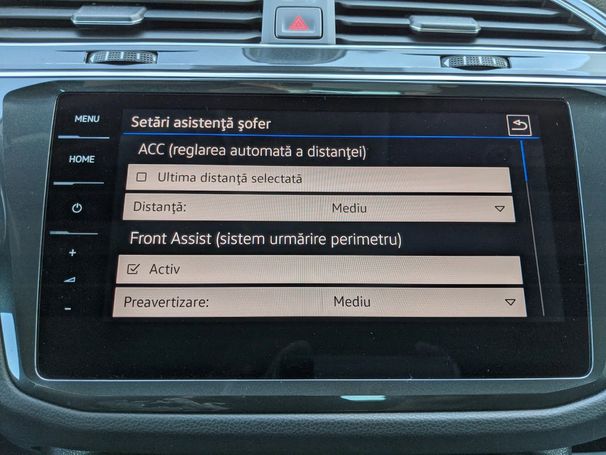 MENU
HOME
Setări asistenţă şofer
ACC (reglarea automată a distanţei)
Ultima distanţă selectată
Distanţă: Mediu
Front Assist (sistem urmărire perimetru)
Activ
Preavertizare: Mediu